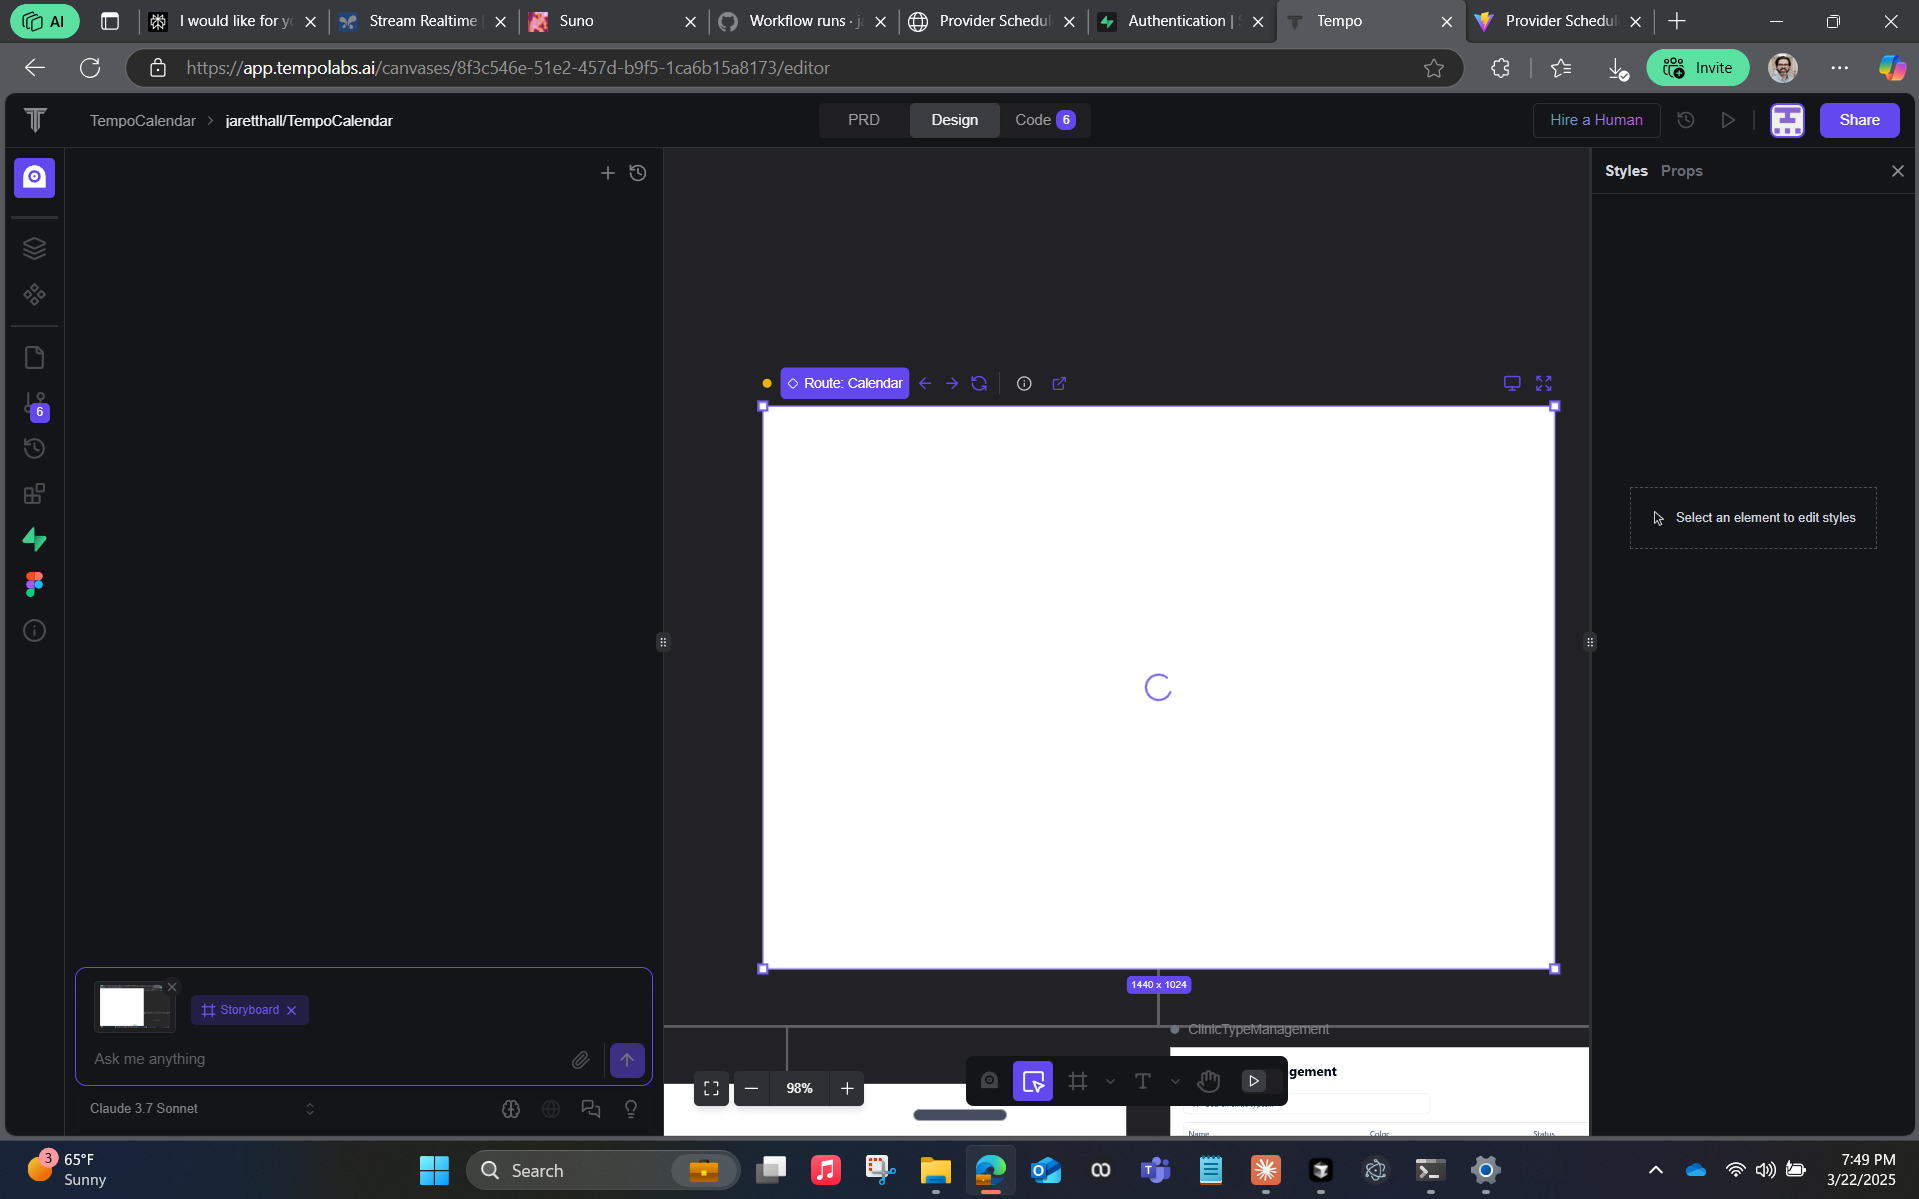 AI
I would like for y
Stream Realtime
Suno
Workflow runs · j
Provider Schedul
Authentication | S
Tempo
Provider Schedul
https://app.tempolabs.ai/canvases/8f3c546e-51e2-457d-b9f5-1ca6b15a8173/editor
Invite
TempoCalendar > jaretthall/TempoCalendar
PRD
Design
Code 6
Hire a Human
Share
Styles Props
6
Route: Calendar
Select an element to edit styles
1440 x 1024
Storyboard
ClinicTypeManagement
Ask me anything
gement
98%
Claude 3.7 Sonnet
Name Color Status
3
65°F
Sunny
Search
7:49 PM
3/22/2025